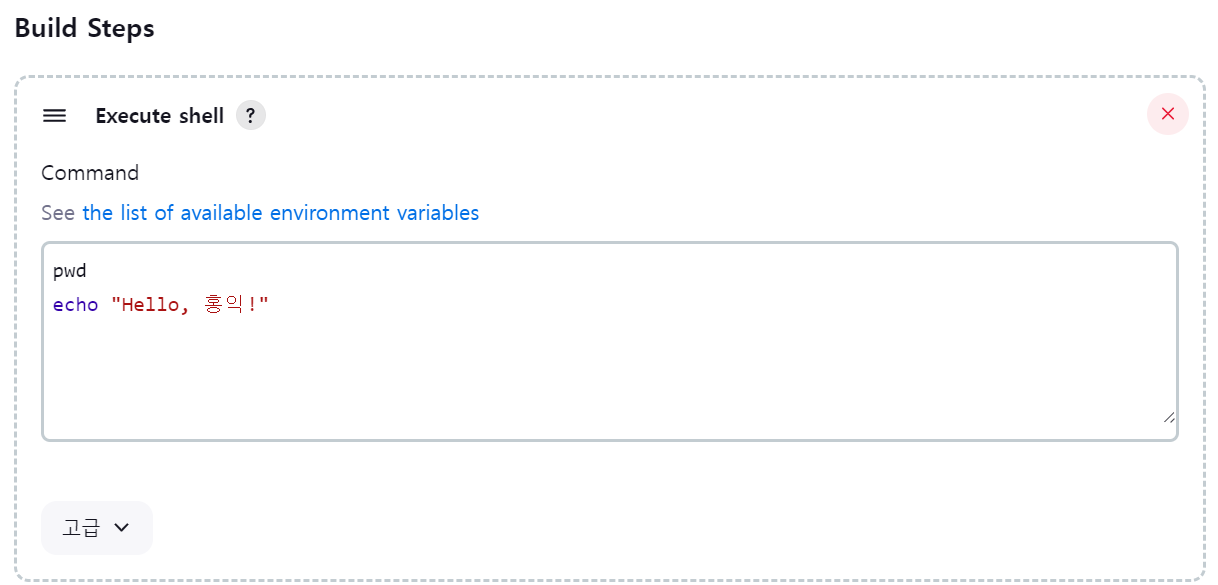 Build Steps
Execute shell ?
Command
See the list of available environment variables
pwd
echo "Hello, 홍익!"
고급